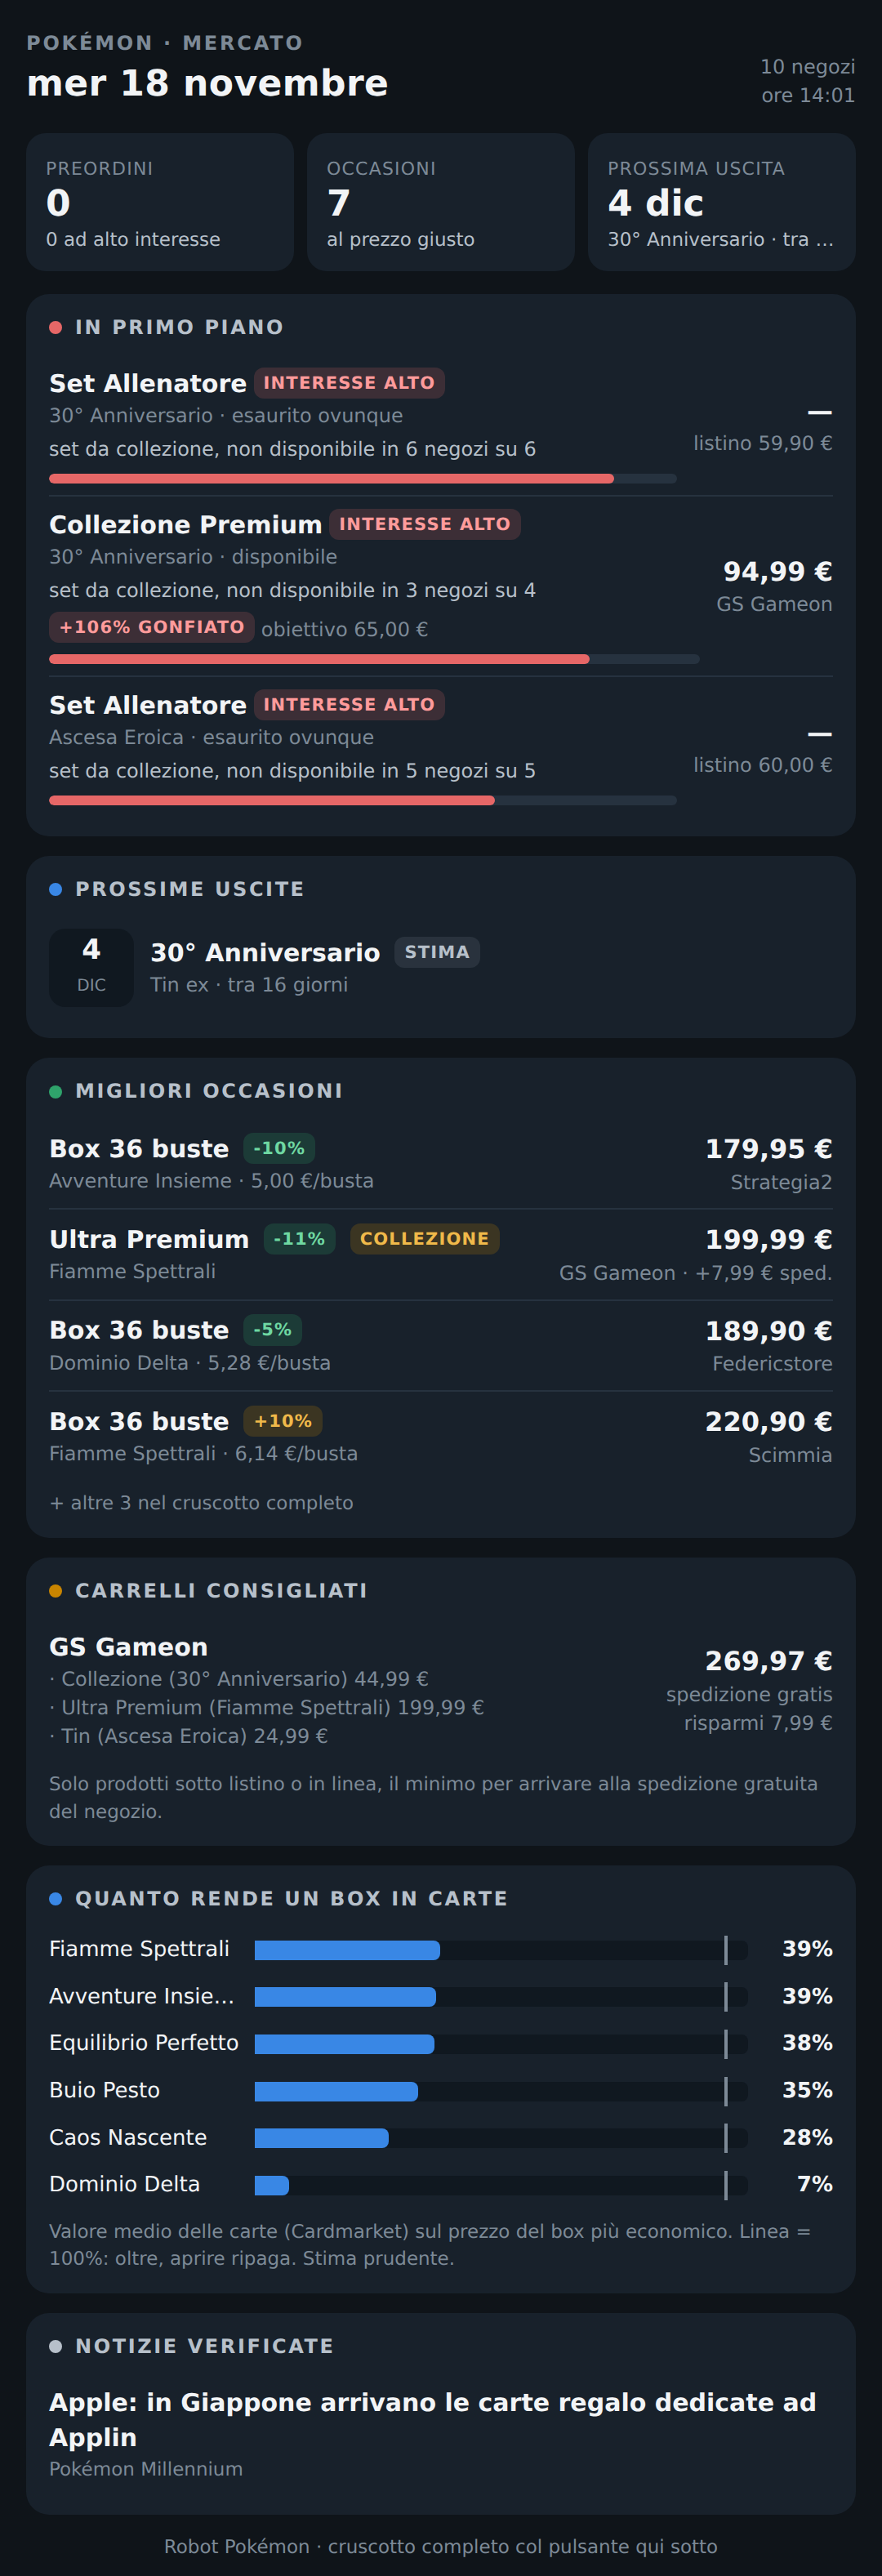 POKÉMON · MERCATO
mer 18 novembre
10 negozi
ore 14:01
PREORDINI
0
0 ad alto interesse
OCCASIONI
7
al prezzo giusto
PROSSIMA USCITA
4 dic
30° Anniversario · tra …
IN PRIMO PIANO
Set Allenatore INTERESSE ALTO
30° Anniversario · esaurito ovunque
set da collezione, non disponibile in 6 negozi su 6
—
listino 59,90 €
Collezione Premium INTERESSE ALTO
30° Anniversario · disponibile
set da collezione, non disponibile in 3 negozi su 4
+106% GONFIATO obiettivo 65,00 €
94,99 €
GS Gameon
Set Allenatore INTERESSE ALTO
Ascesa Eroica · esaurito ovunque
set da collezione, non disponibile in 5 negozi su 5
—
listino 60,00 €
PROSSIME USCITE
4
DIC
30° Anniversario STIMA
Tin ex · tra 16 giorni
MIGLIORI OCCASIONI
Box 36 buste -10%
Avventure Insieme · 5,00 €/busta
179,95 €
Strategia2
Ultra Premium -11% COLLEZIONE
Fiamme Spettrali
199,99 €
GS Gameon · +7,99 € sped.
Box 36 buste -5%
Dominio Delta · 5,28 €/busta
189,90 €
Federicstore
Box 36 buste +10%
Fiamme Spettrali · 6,14 €/busta
220,90 €
Scimmia
+ altre 3 nel cruscotto completo
CARRELLI CONSIGLIATI
GS Gameon
· Collezione (30° Anniversario) 44,99 €
· Ultra Premium (Fiamme Spettrali) 199,99 €
· Tin (Ascesa Eroica) 24,99 €
269,97 €
spedizione gratis
risparmi 7,99 €
Solo prodotti sotto listino o in linea, il minimo per arrivare alla spedizione gratuita
del negozio.
QUANTO RENDE UN BOX IN CARTE
Fiamme Spettrali 39%
Avventure Insie… 39%
Equilibrio Perfetto 38%
Buio Pesto 35%
Caos Nascente 28%
Dominio Delta 7%
Valore medio delle carte (Cardmarket) sul prezzo del box più economico. Linea =
100%: oltre, aprire ripaga. Stima prudente.
NOTIZIE VERIFICATE
Apple: in Giappone arrivano le carte regalo dedicate ad
Applin
Pokémon Millennium
Robot Pokémon · cruscotto completo col pulsante qui sotto